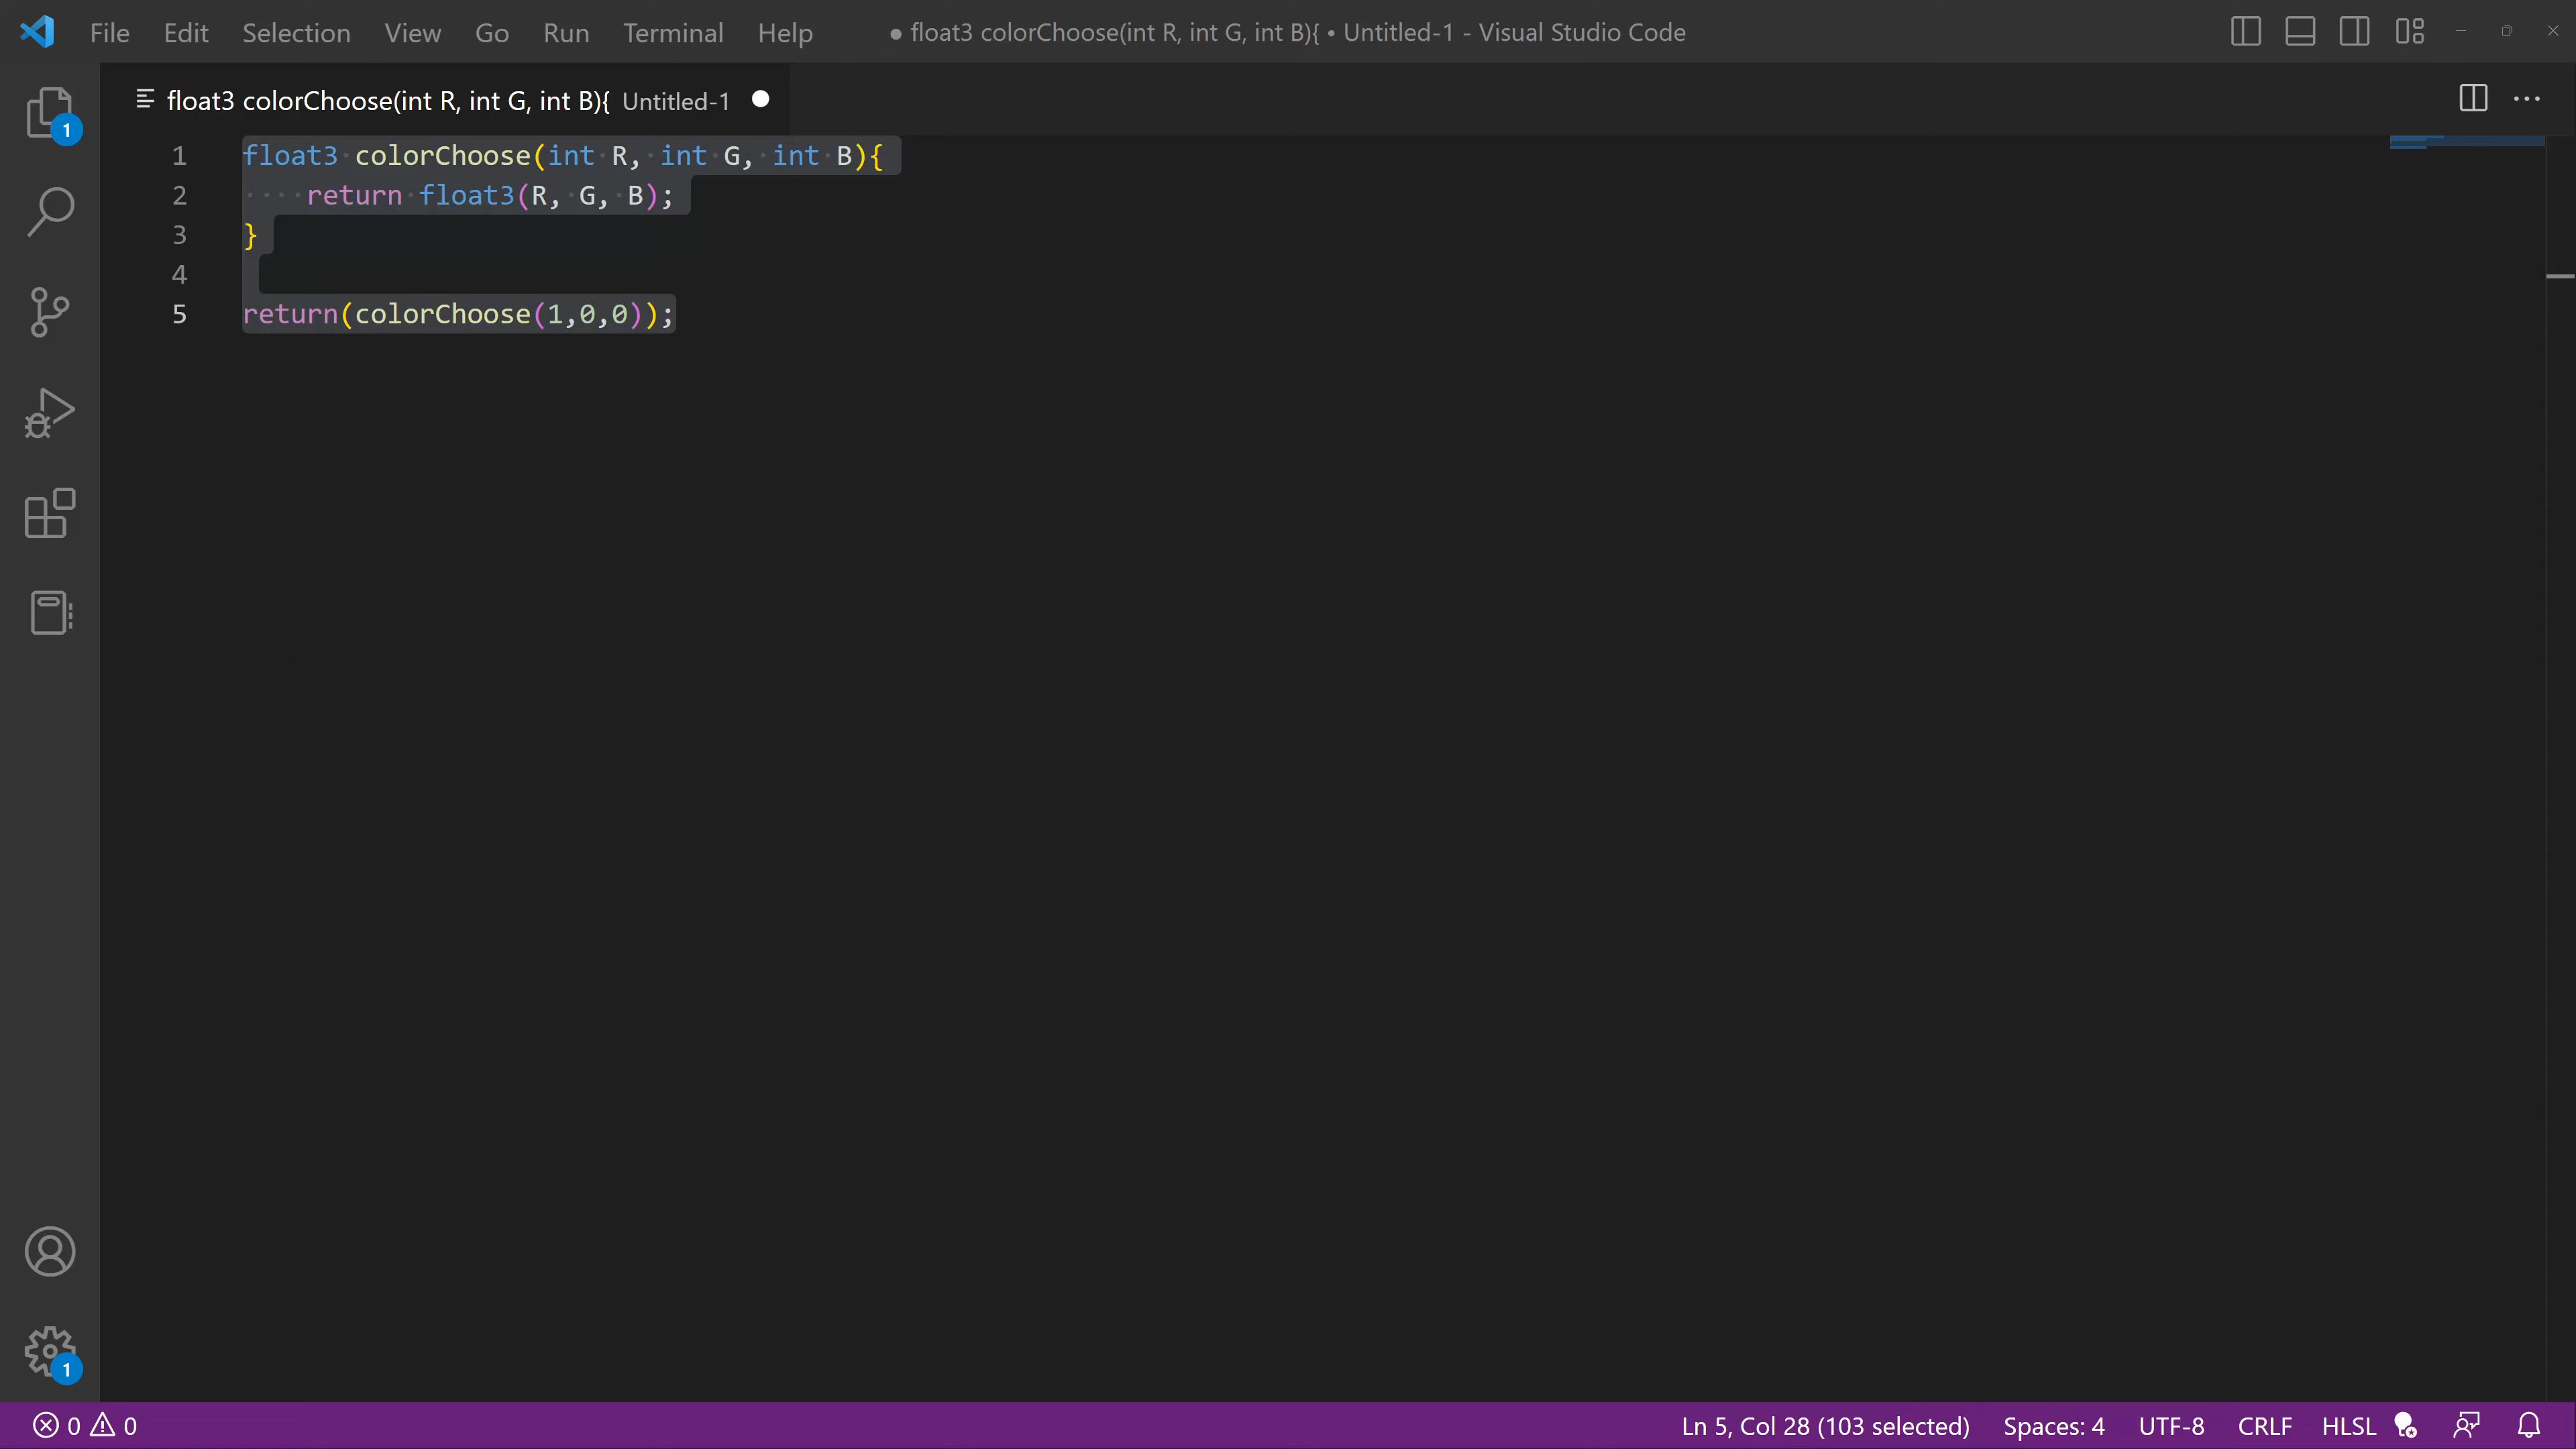 File Edit Selection View Go Run Terminal Help ● float3 colorChoose(int R, int G, int B){ • Untitled-1 - Visual Studio Code
float3 colorChoose(int R, int G, int B){ Untitled-1
1 float3 colorChoose(int R, int G, int B){
2     return float3(R, G, B);
3 }
4
5 return(colorChoose(1,0,0));
1
1
0 0 Ln 5, Col 28 (103 selected) Spaces: 4 UTF-8 CRLF HLSL